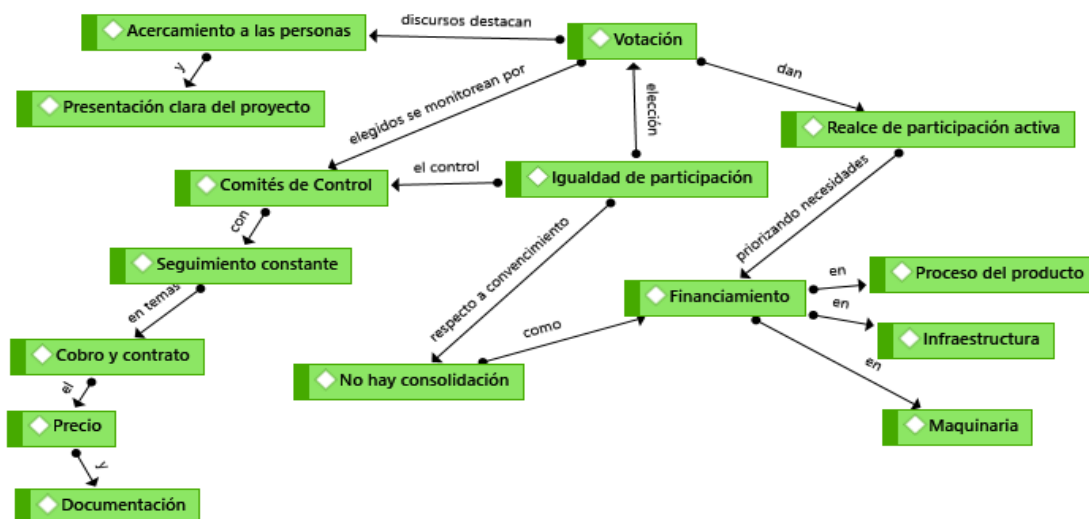 Acercamiento a las personas
discursos destacan
Votación
y
dan
Presentación clara del proyecto
elegidos se monitorean por
elección
Realce de participación activa
Comités de Control
el control
Igualdad de participación
con
priorizando necesidades
Seguimiento constante
respecto a convencimiento
en
Proceso del producto
en temas
Financiamiento
en
como
Infraestructura
Cobro y contrato
en
No hay consolidación
el
Precio
Maquinaria
y
Documentación